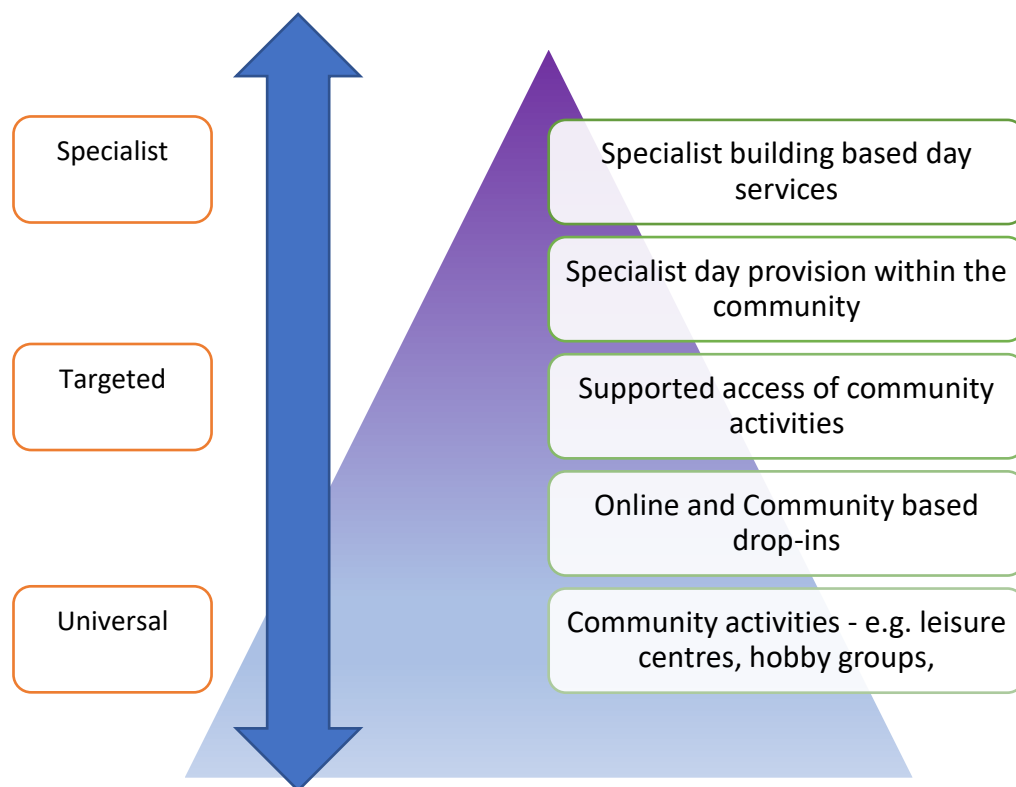 Specialist
Specialist building based day
services
Specialist day provision within the
community
Targeted
Supported access of community
activities
Online and Community based
drop-ins
Universal
Community activities - e.g. leisure
centres, hobby groups,